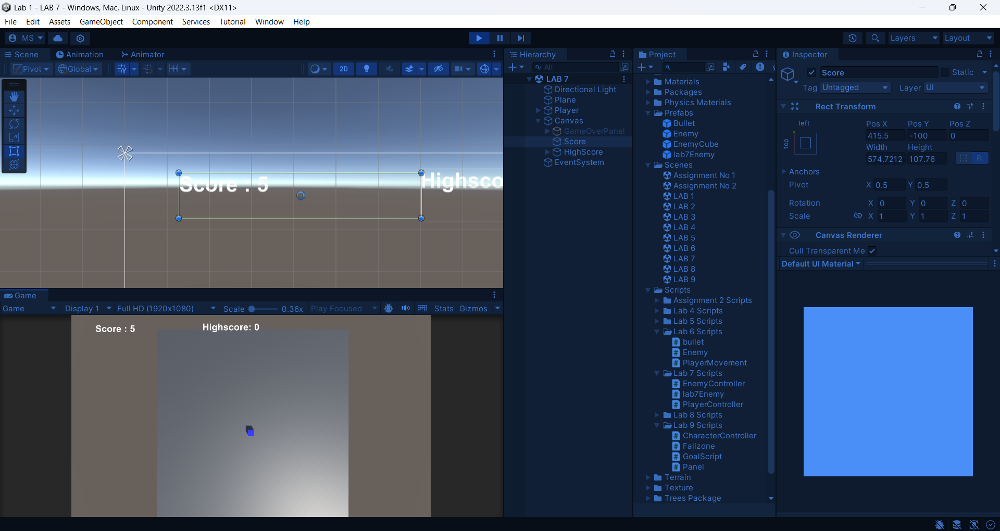 Lab 1 - LAB 7 - Windows, Mac, Linux - Unity 2022.3.13f1 <DX11>
File Edit Assets GameObject Component Services Tutorial Window Help
MS
Layers Layout
Scene Animation Animator
Pivot Global 2D
Score : 5
Highsco
Game
Game Display 1 Full HD (1920x1080) Scale 0.36x Play Focused Stats Gizmos
Score : 5 Highscore: 0
Hierarchy
All
LAB 7
Directional Light
Plane
Player
Canvas
GameOverPanel
Score
HighScore
EventSystem
Project
Materials
Packages
Physics Materials
Prefabs
Bullet
Enemy
EnemyCube
lab7Enemy
Scenes
Assignment No 1
Assignment No 2
LAB 1
LAB 2
LAB 3
LAB 4
LAB 5
LAB 6
LAB 7
LAB 8
LAB 9
Scripts
Assignment 2 Scripts
Lab 4 Scripts
Lab 5 Scripts
Lab 6 Scripts
bullet
Enemy
PlayerMovement
Lab 7 Scripts
EnemyController
lab7Enemy
PlayerController
Lab 8 Scripts
Lab 9 Scripts
CharacterController
Fallzone
GoalScript
Panel
Terrain
Texture
Trees Package
Inspector
Score Static
Tag Untagged Layer UI
Rect Transform
left Pos X Pos Y Pos Z
top 415.5 -100 0
Width Height
574.7212 107.76 R
Anchors
Pivot X 0.5 Y 0.5
Rotation X 0 Y 0 Z 0
Scale X 1 Y 1 Z 1
Canvas Renderer
Cull Transparent Me
Default UI Material